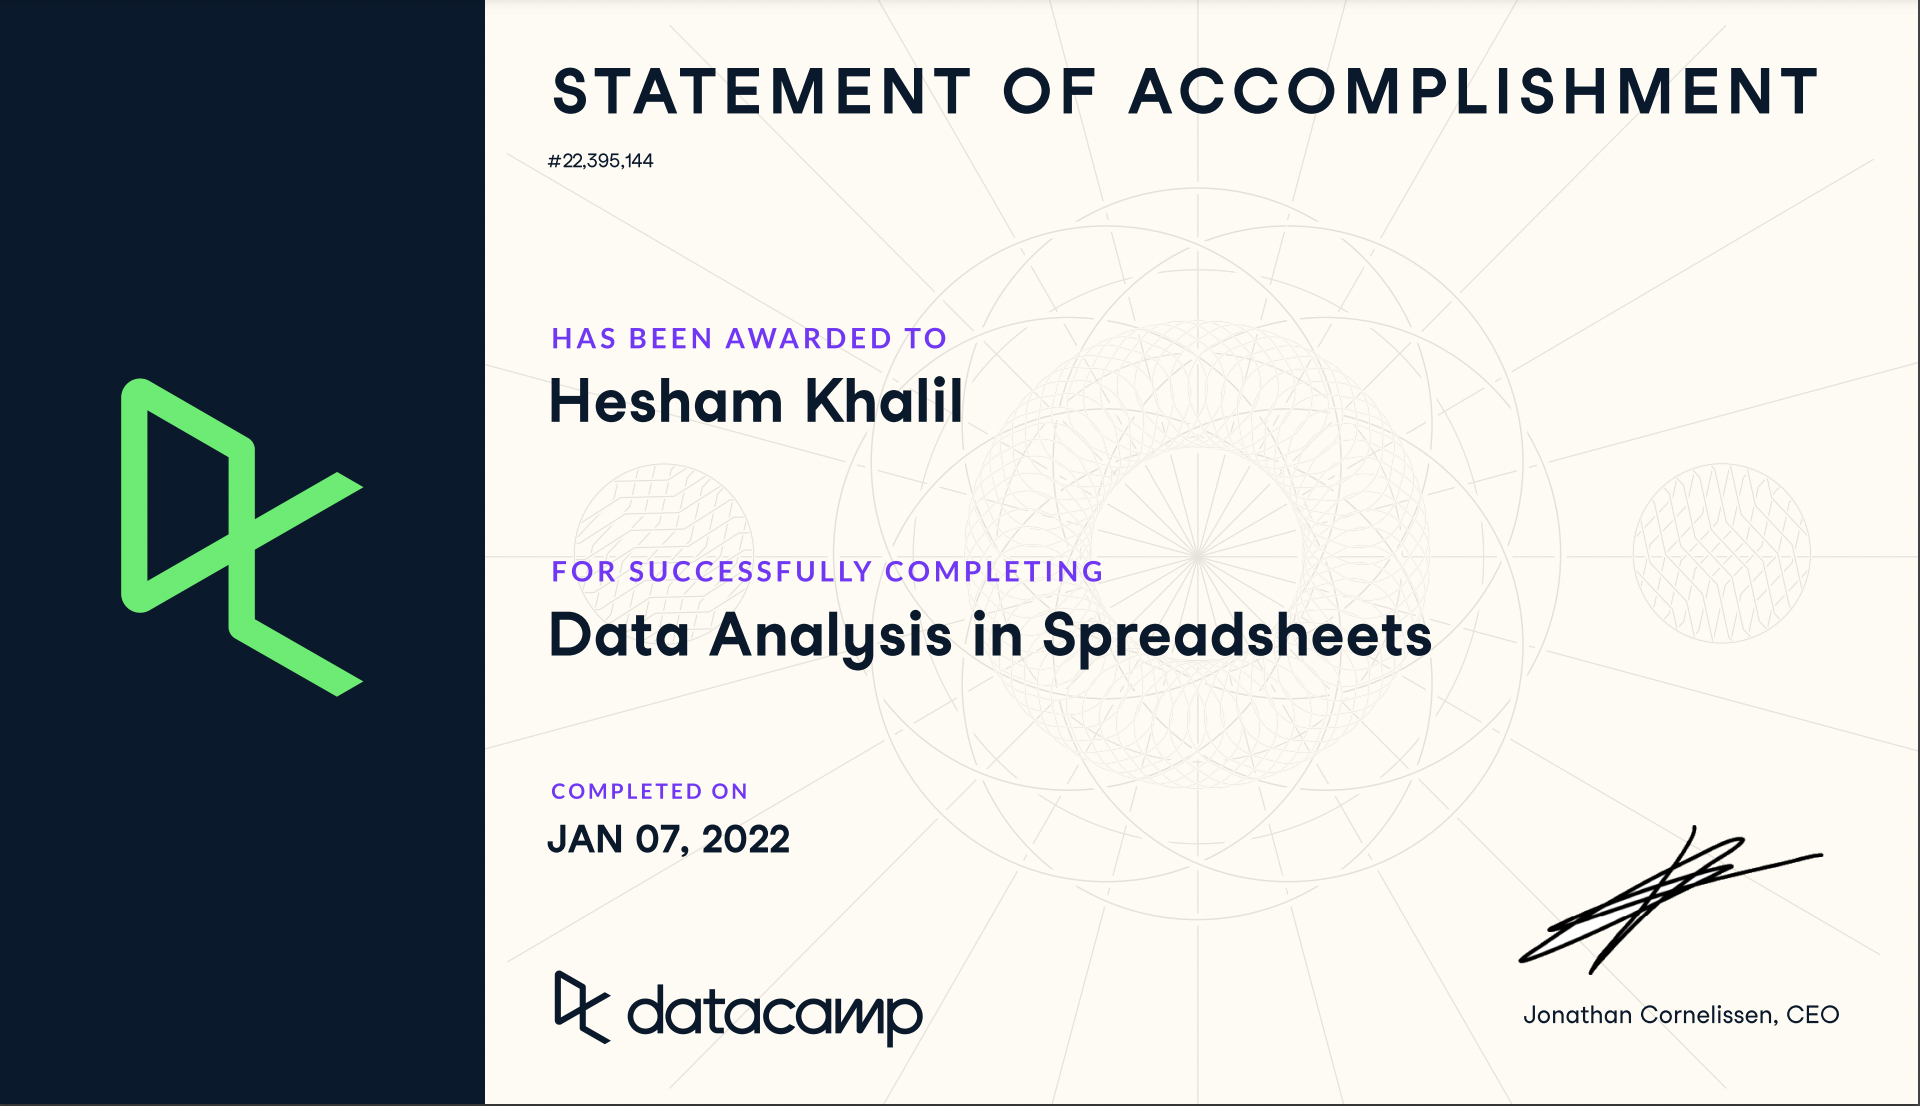 STATEMENT OF ACCOMPLISHMENT
#22,395,144
HAS BEEN AWARDED TO
Hesham Khalil
FOR SUCCESSFULLY COMPLETING
Data Analysis in Spreadsheets
COMPLETED ON
JAN 07, 2022
datacamp
Jonathan Cornelissen, CEO